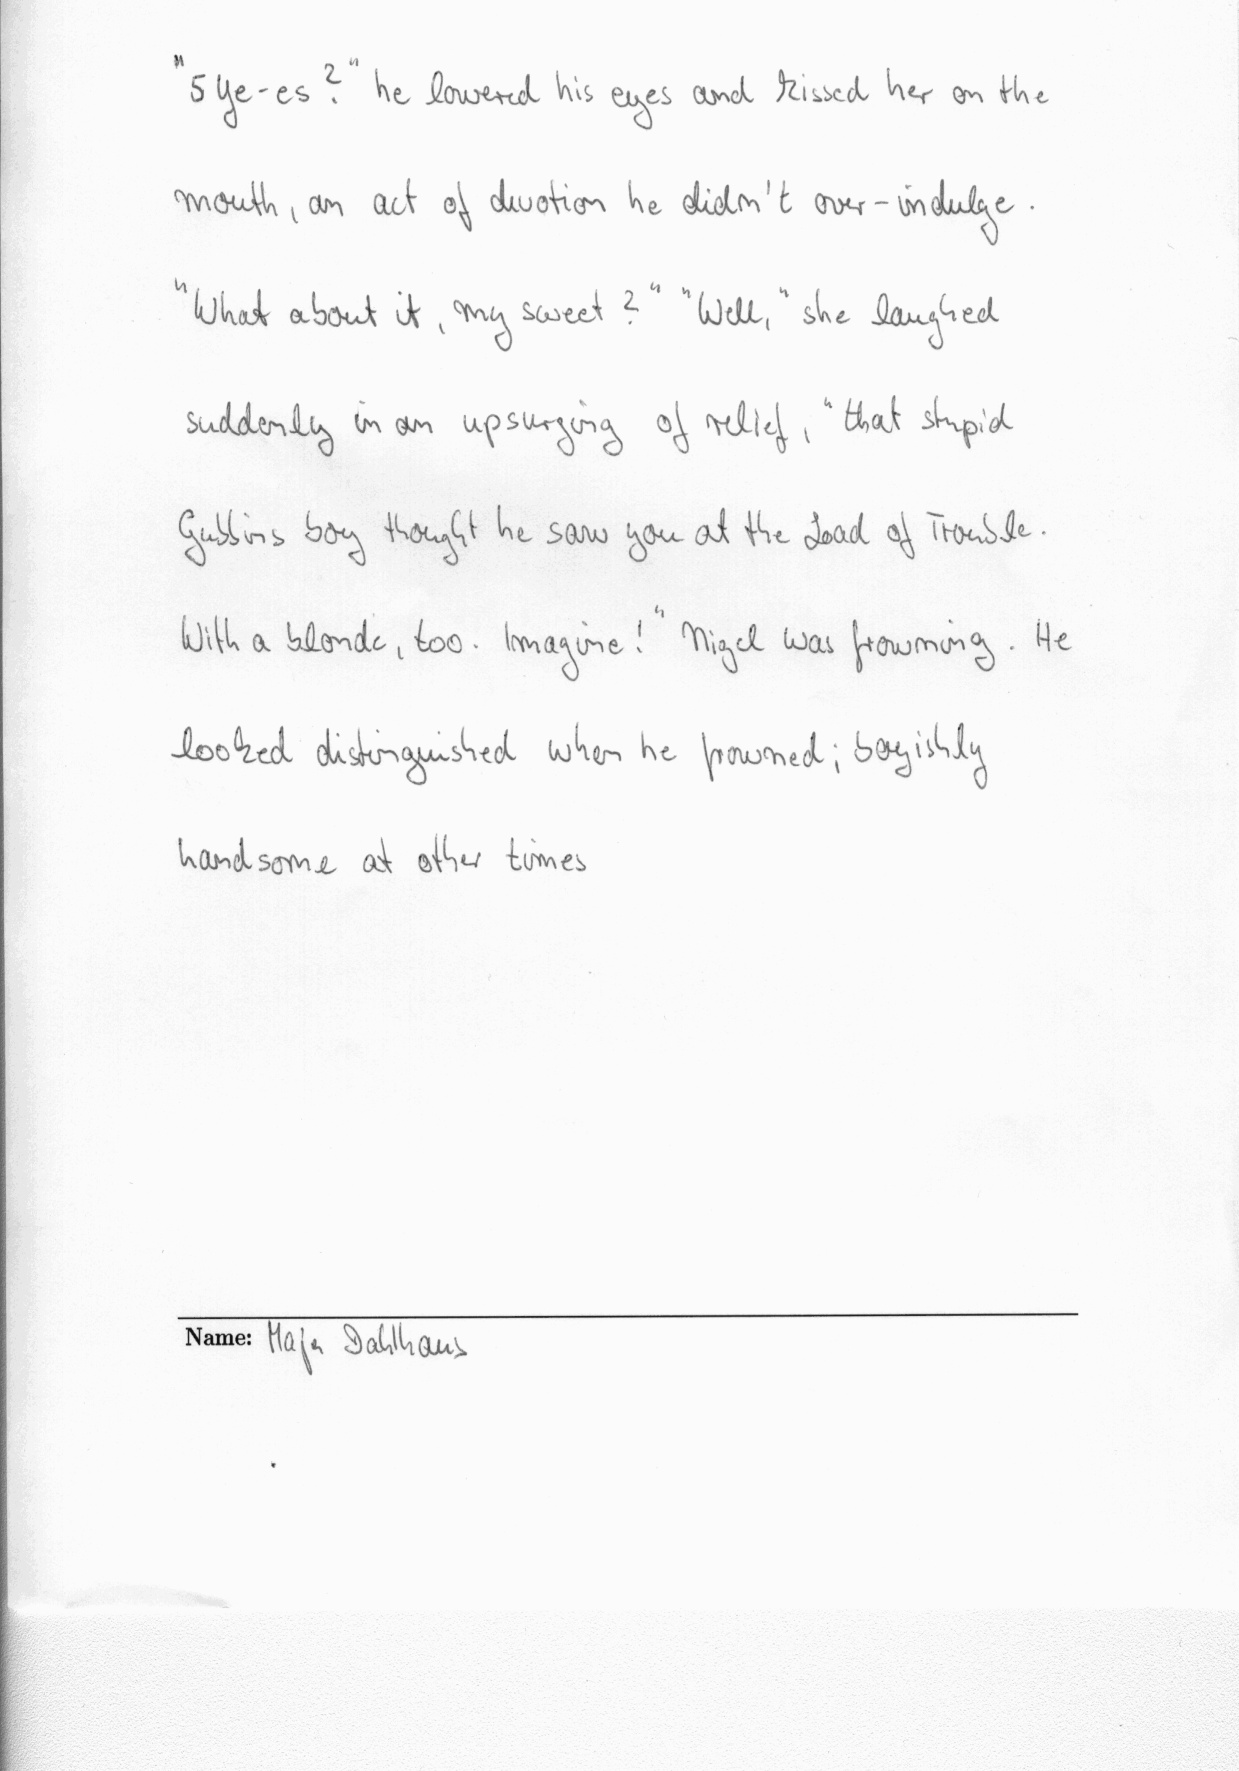 "5 Ye-es?" he lowered his eyes and kissed her on the
mouth, an act of devotion he didn't over-indulge.
"What about it, my sweet?" "Well," she laughed
suddenly in an upsurging of relief, "that stupid
Gubbins boy thought he saw you at the Load of Trouble.
With a blonde, too. Imagine!" Nigel was frowning. He
looked distinguished when he frowned; boyishly
handsome at other times
Name: Maja Dahlhaus